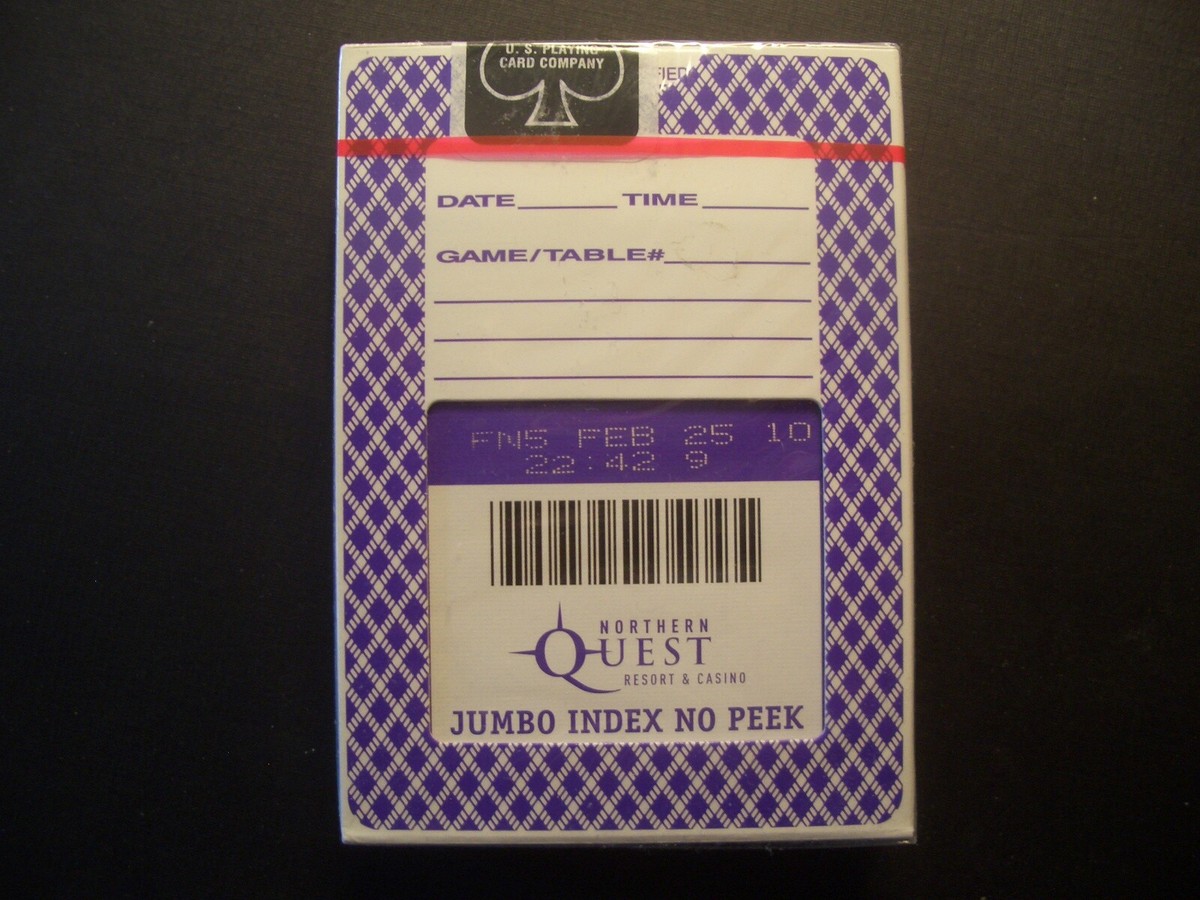 U. S. PLAYING
CARD COMPANY
IED
DATE TIME
GAME/TABLE#
FN5 FEB 25 10
22:42 9
NORTHERN
QUEST
RESORT & CASINO
JUMBO INDEX NO PEEK